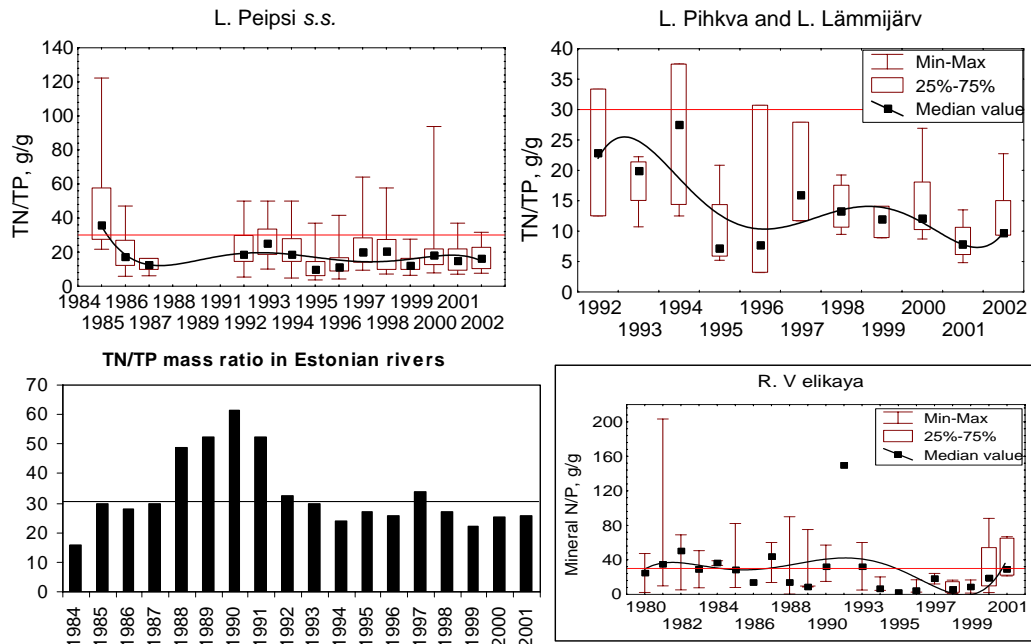 L. Peipsi s.s.
TN/TP, g/g
140
120
100
80
60
40
20
0
1984 1986 1988 1991 1992 1993 1994 1995 1996 1997 1998 1999 2000 2001 2002
1985 1987 1989
L. Pihkva and L. Lämmijärv
Min-Max
25%-75%
Median value
TN/TP, g/g
40
35
30
25
20
15
10
5
0
1992 1994 1996 1998 2000 2002
1993 1995 1997 1999 2001
TN/TP mass ratio in Estonian rivers
70
60
50
40
30
20
10
0
1984 1985 1986 1987 1988 1989 1990 1991 1992 1993 1994 1995 1996 1997 1998 1999 2000 2001
R. V elikaya
Min-Max
25%-75%
Median value
Mineral N/P, g/g
200
160
120
80
40
0
1980 1984 1988 1993 1997 2001
1982 1986 1990 1995 1999